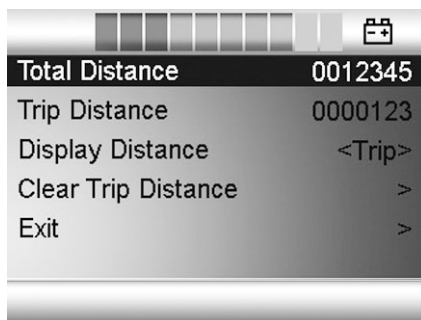 Total Distance 0012345
Trip Distance 0000123
Display Distance <Trip>
Clear Trip Distance >
Exit >